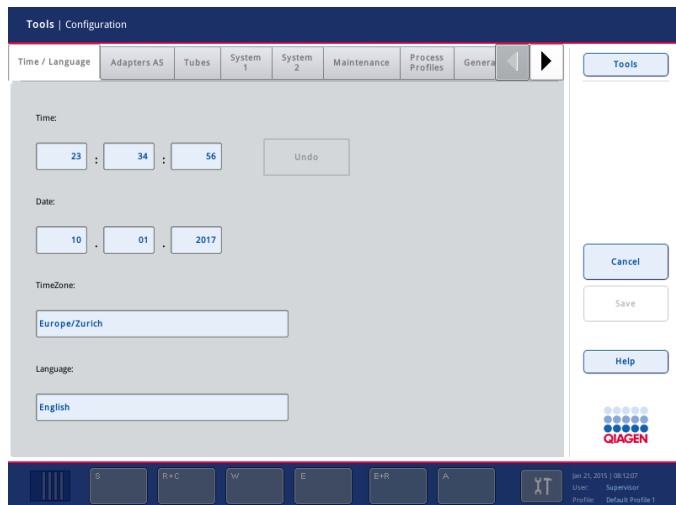 Tools | Configuration
Time / Language
Adapters AS
Tubes
System 1
System 2
Maintenance
Process Profiles
Genera
Tools
Time:
23 : 34 : 56
Undo
Date:
10 . 01 . 2017
Cancel
TimeZone:
Save
Europe/Zurich
Help
Language:
English
QIAGEN
S
R+C
W
E
E+R
A
Jan 21, 2015 | 08:12:07
User: Supervisor
Profile: Default Profile 1